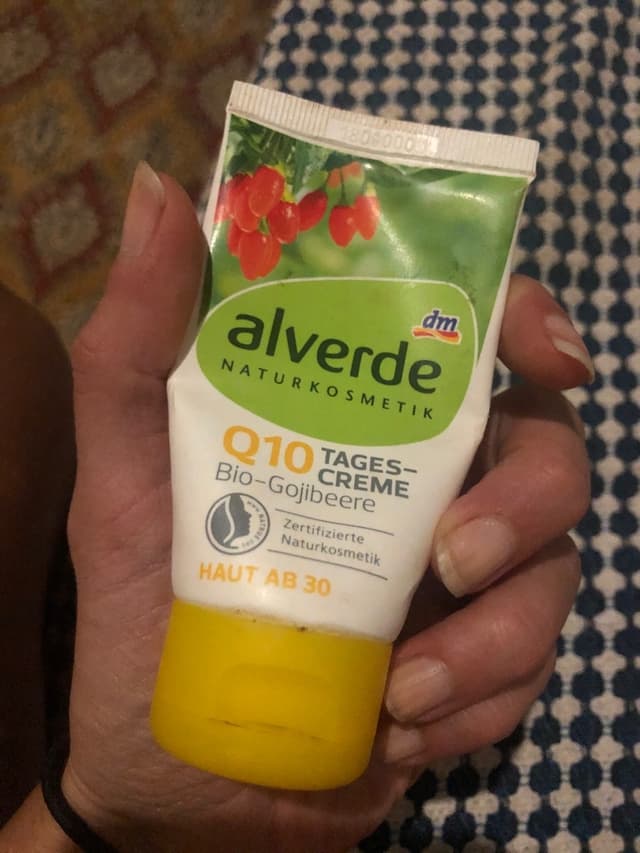 dm
alverde
NATURKOSMETIK
Q10 TAGES-
CREME
Bio-Gojibeere
Zertifizierte
Naturkosmetik
HAUT AB 30